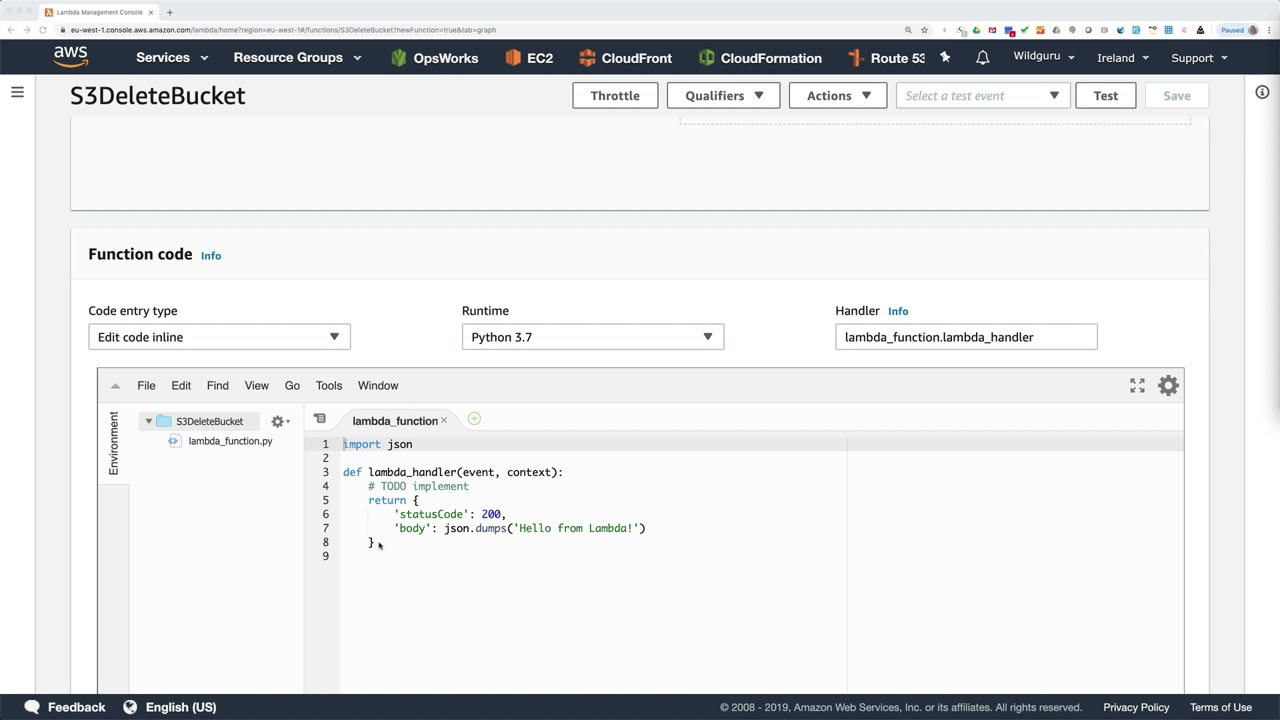 Lambda Management Console
eu-west-1.console.aws.amazon.com/lambda/home?region=eu-west-1#/functions/S3DeleteBucket?newFunction=true&tab=graph
Paused
aws
Services
Resource Groups
OpsWorks
EC2
CloudFront
CloudFormation
Route 53
Wildguru
Ireland
Support
S3DeleteBucket
Throttle
Qualifiers
Actions
Select a test event
Test
Save
Function code Info
Code entry type
Runtime
Handler Info
Edit code inline
Python 3.7
lambda_function.lambda_handler
File Edit Find View Go Tools Window
Environment
S3DeleteBucket
lambda_function.py
lambda_function
1 import json
2
3 def lambda_handler(event, context):
4 # TODO implement
5 return {
6 'statusCode': 200,
7 'body': json.dumps('Hello from Lambda!')
8 }
9
Feedback
English (US)
© 2008 - 2019, Amazon Web Services, Inc. or its affiliates. All rights reserved.
Privacy Policy
Terms of Use